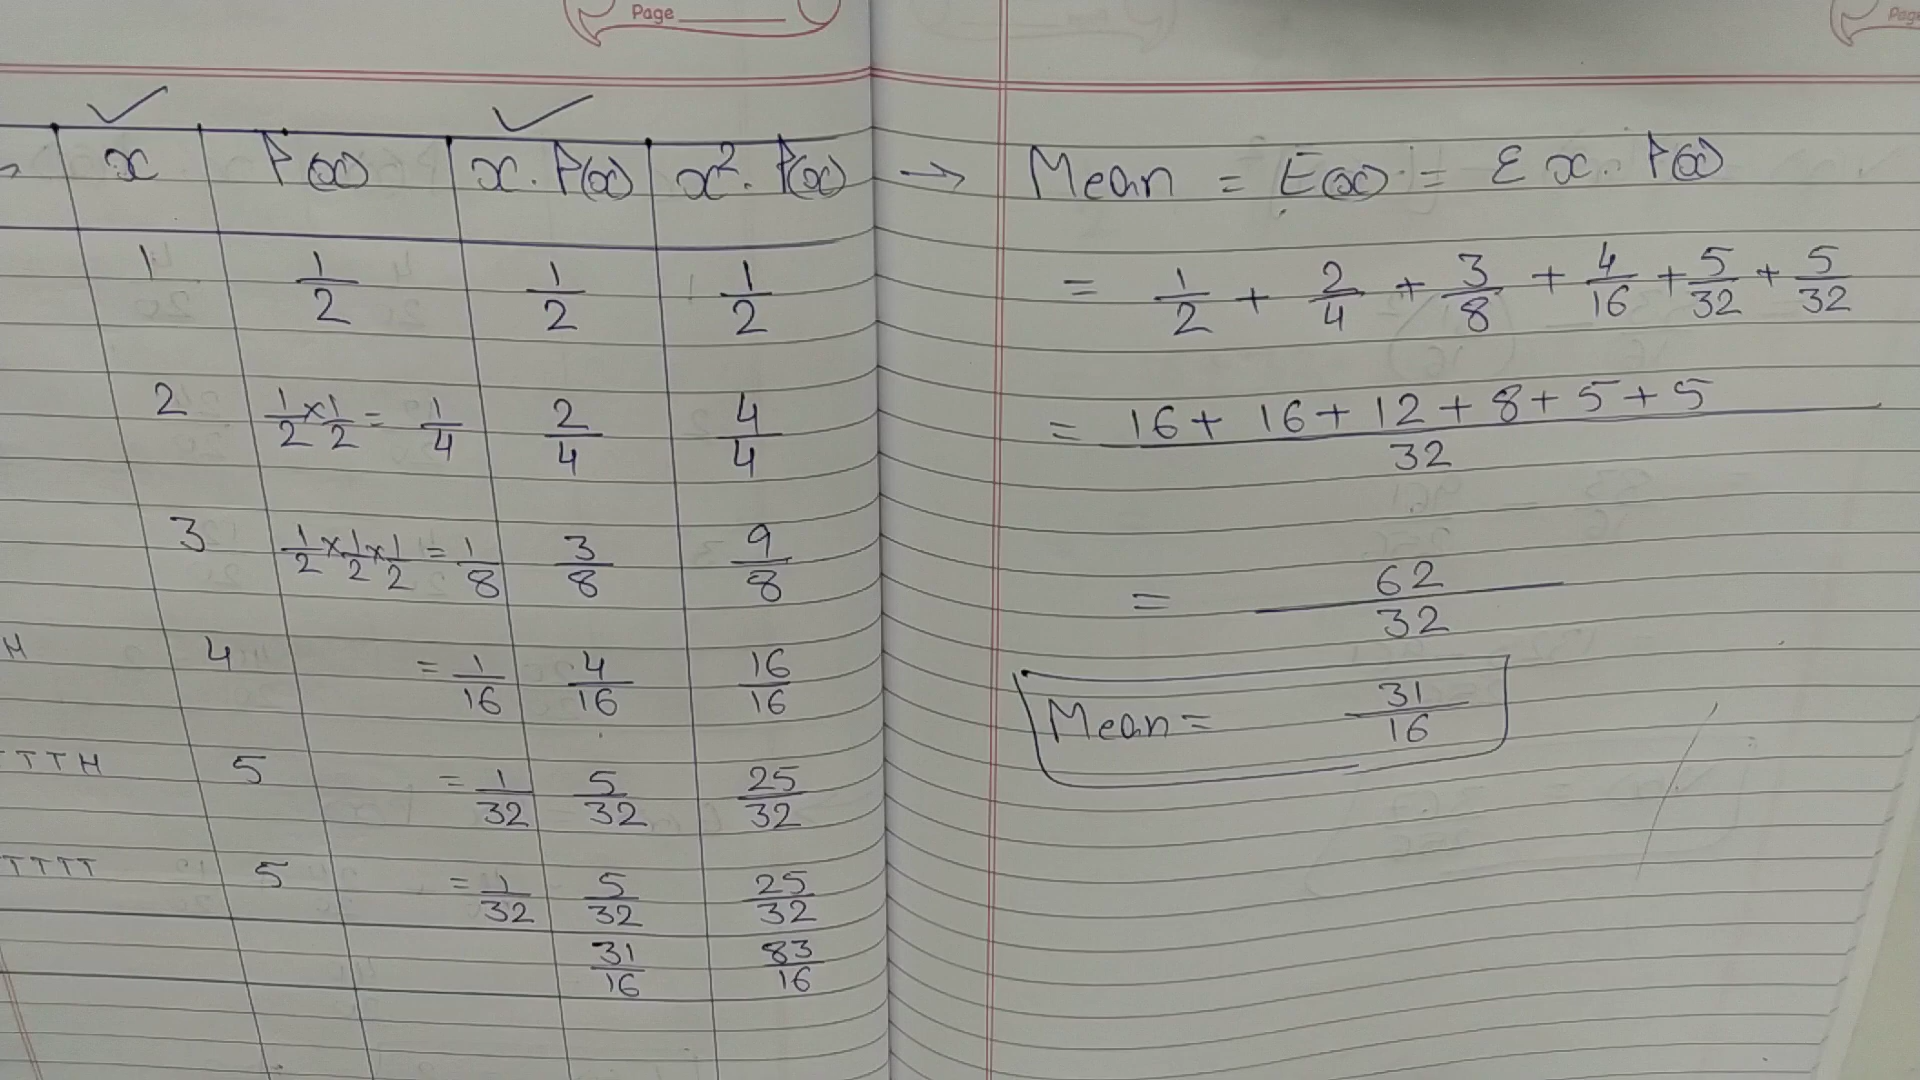 Page
x P(x) x.P(x) x². P(x)
1 1/2 1/2 1/2
2 1/2 × 1/2 = 1/4 2/4 4/4
3 1/2 × 1/2 × 1/2 = 1/8 3/8 9/8
H 4 = 1/16 4/16 16/16
TTTH 5 = 1/32 5/32 25/32
TTTT 5 = 1/32 5/32 25/32
31/16 83/16
Page
→ Mean = E(x) = Σ x. P(x)
= 1/2 + 2/4 + 3/8 + 4/16 + 5/32 + 5/32
= 16 + 16 + 12 + 8 + 5 + 5 / 32
= 62/32
Mean = 31/16